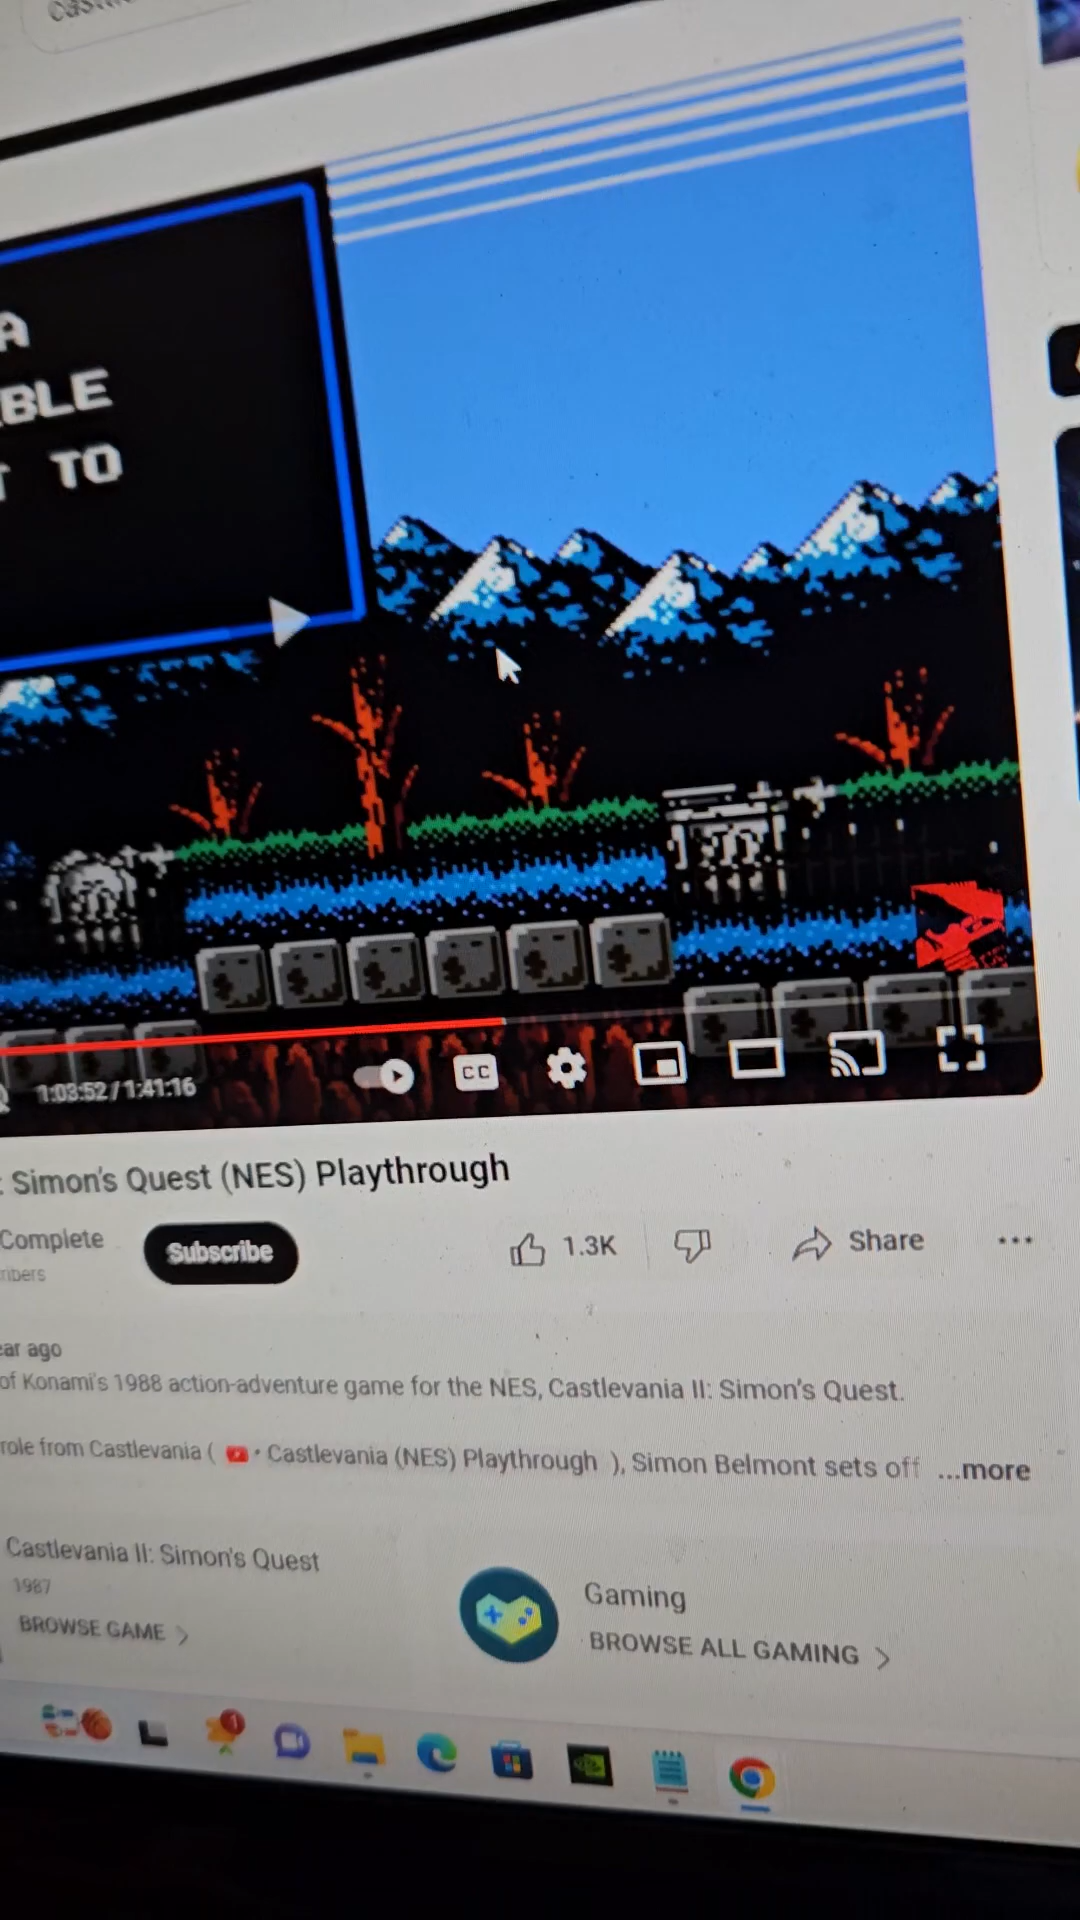 A
BLE
TO
1:03:52 / 1:41:16
CC
: Simon's Quest (NES) Playthrough
Complete
Subscribe
1.3K
Share
...
ear ago
of Konami's 1988 action-adventure game for the NES, Castlevania II: Simon's Quest.
role from Castlevania ( • Castlevania (NES) Playthrough ), Simon Belmont sets off ...more
Castlevania II: Simon's Quest
1987
BROWSE GAME
Gaming
BROWSE ALL GAMING
1